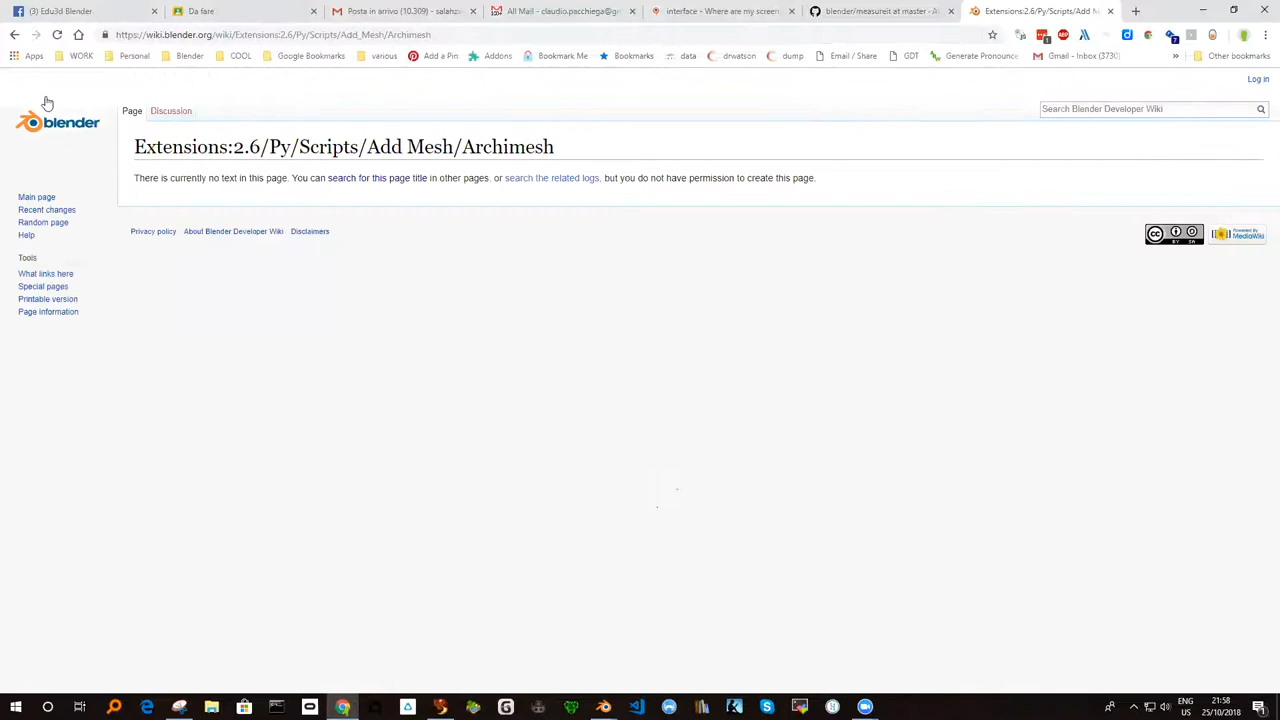 (3) Edu3d Blender
Da fare
Posta in arrivo (10.309) - salahz
All Mail - claudio.pacchiega@g
interface - Where are my screen
blender/measureit at master · A
Extensions:2.6/Py/Scripts/Add M
https://wiki.blender.org/wiki/Extensions:2.6/Py/Scripts/Add_Mesh/Archimesh
Apps
WORK
Personal
Blender
COOL
Google Bookmarks
various
Add a Pin
Addons
Bookmark Me
Bookmarks
data
drwatson
dump
Email / Share
GDT
Generate Pronounce
Gmail - Inbox (3730)
»
Other bookmarks
Log in
blender
Page Discussion
Search Blender Developer Wiki
Extensions:2.6/Py/Scripts/Add Mesh/Archimesh
There is currently no text in this page. You can search for this page title in other pages, or search the related logs, but you do not have permission to create this page.
Main page
Recent changes
Random page
Help
Tools
What links here
Special pages
Printable version
Page information
Privacy policy About Blender Developer Wiki Disclaimers
CC BY SA
Powered By MediaWiki
ENG
US
21:58
25/10/2018